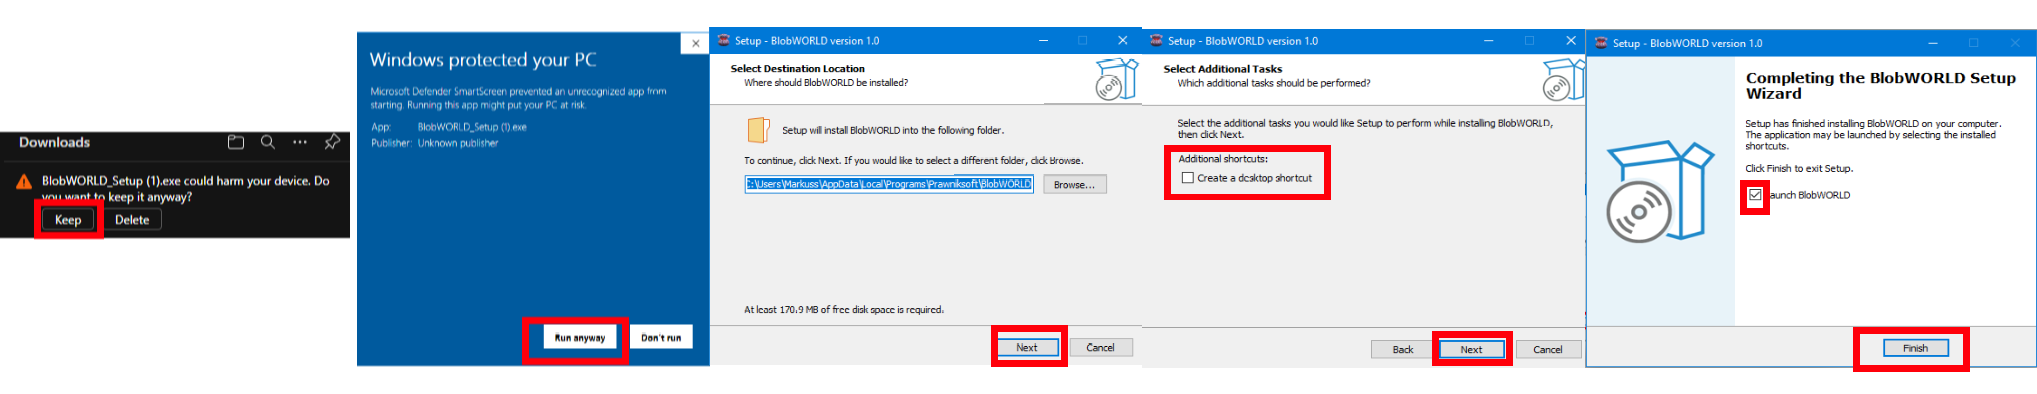 Downloads
BlobWORLD_Setup (1).exe could harm your device. Do
you want to keep it anyway?
Keep
Delete
Windows protected your PC
Microsoft Defender SmartScreen prevented an unrecognized app from
starting. Running this app might put your PC at risk.
App: BlobWORLD_Setup (1).exe
Publisher: Unknown publisher
Run anyway
Don't run
Setup - BlobWORLD version 1.0
Select Destination Location
Where should BlobWORLD be installed?
Setup will install BlobWORLD into the following folder.
To continue, click Next. If you would like to select a different folder, click Browse.
C:\Users\Markuss\AppData\Local\Programs\Prawniksoft\BlobWORLD
Browse...
At least 170.9 MB of free disk space is required.
Next
Cancel
Setup - BlobWORLD version 1.0
Select Additional Tasks
Which additional tasks should be performed?
Select the additional tasks you would like Setup to perform while installing BlobWORLD,
then click Next.
Additional shortcuts:
Create a desktop shortcut
Back
Next
Cancel
Setup - BlobWORLD version 1.0
Completing the BlobWORLD Setup
Wizard
Setup has finished installing BlobWORLD on your computer.
The application may be launched by selecting the installed
shortcuts.
Click Finish to exit Setup.
Launch BlobWORLD
Finish